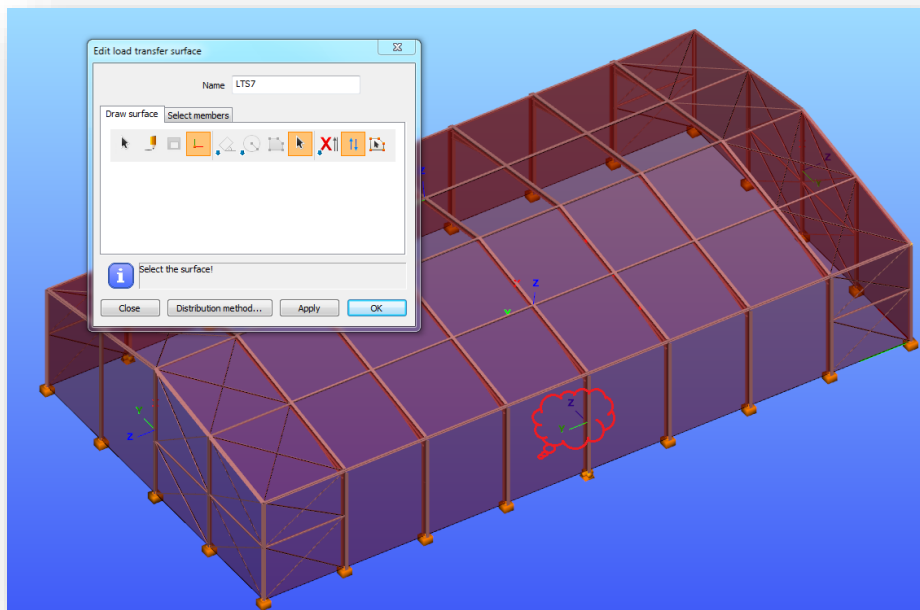 Edit load transfer surface
Name LTS7
Draw surface Select members
Select the surface!
Close Distribution method... Apply OK
Z
Z
Z
Y
Y
Z
Z
Y